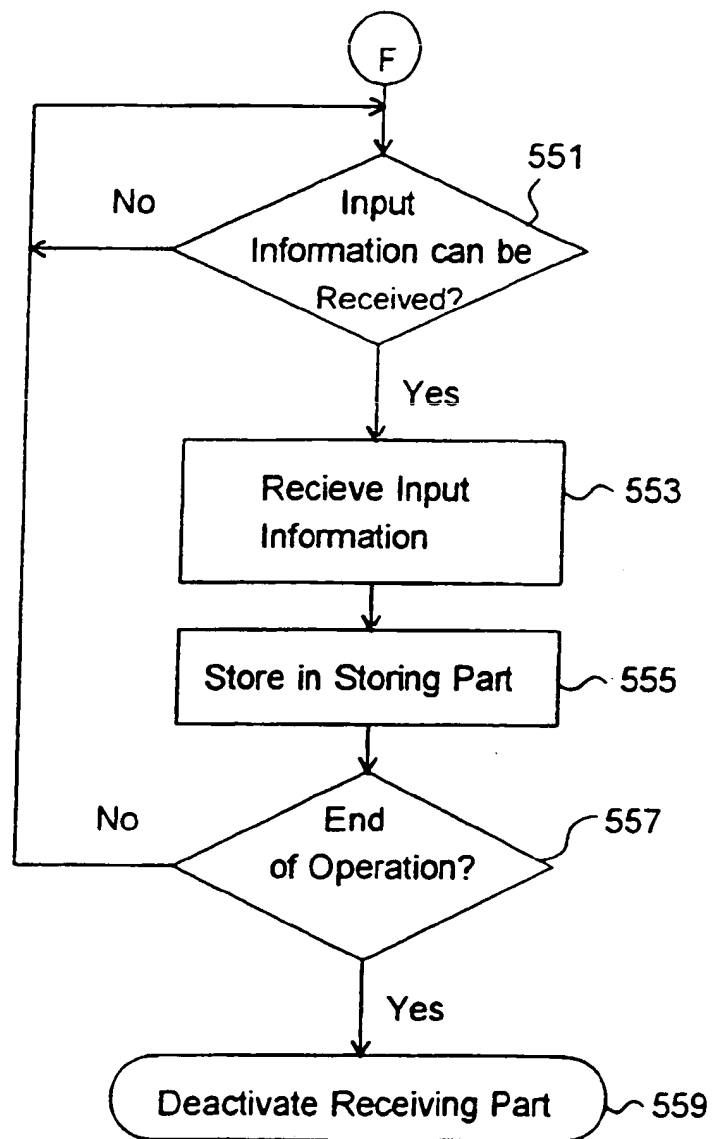 F
551
No
Input
Information can be
Received?
Yes
Recieve Input
Information
553
Store in Storing Part
555
No
End
of Operation?
557
Yes
Deactivate Receiving Part
559